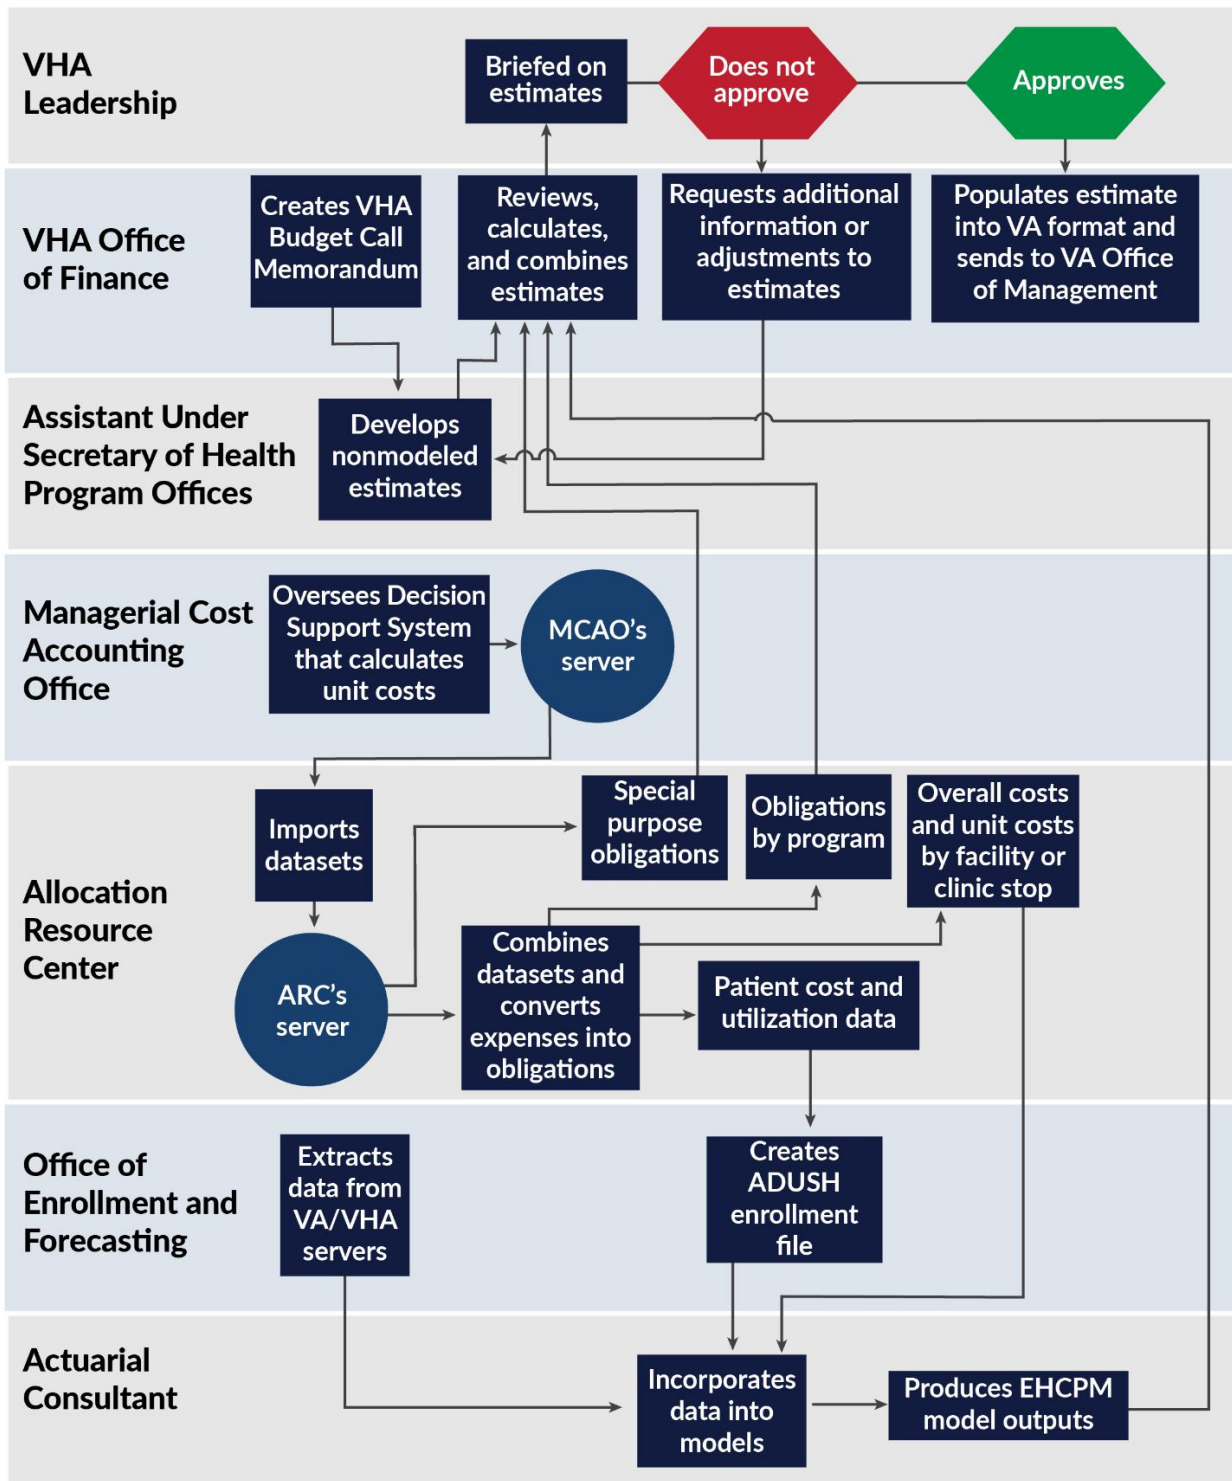 VHA
Leadership
Briefed on
estimates
Does not
approve
Approves
VHA Office
of Finance
Creates VHA
Budget Call
Memorandum
Reviews,
calculates,
and combines
estimates
Requests additional
information or
adjustments to
estimates
Populates estimate
into VA format and
sends to VA Office
of Management
Assistant Under
Secretary of Health
Program Offices
Develops
nonmodeled
estimates
Managerial Cost
Accounting
Office
Oversees Decision
Support System
that calculates
unit costs
MCAO's
server
Allocation
Resource
Center
Imports
datasets
Special
purpose
obligations
Obligations
by program
Overall costs
and unit costs
by facility or
clinic stop
ARC's
server
Combines
datasets and
converts
expenses into
obligations
Patient cost and
utilization data
Office of
Enrollment and
Forecasting
Extracts
data from
VA/VHA
servers
Creates
ADUSH
enrollment
file
Actuarial
Consultant
Incorporates
data into
models
Produces EHCPM
model outputs